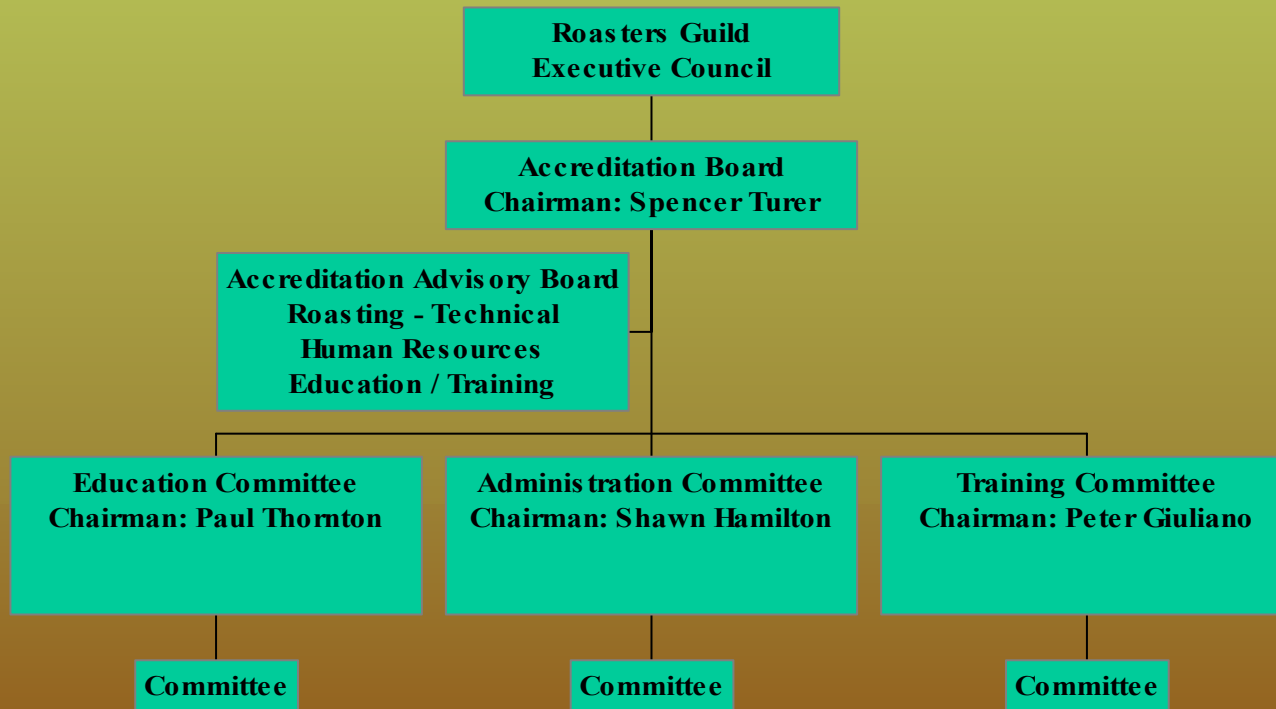 Roasters Guild
Executive Council
Accreditation Board
Chairman: Spencer Turer
Accreditation Advisory Board
Roasting - Technical
Human Resources
Education / Training
Education Committee
Chairman: Paul Thornton
Administration Committee
Chairman: Shawn Hamilton
Training Committee
Chairman: Peter Giuliano
Committee
Committee
Committee